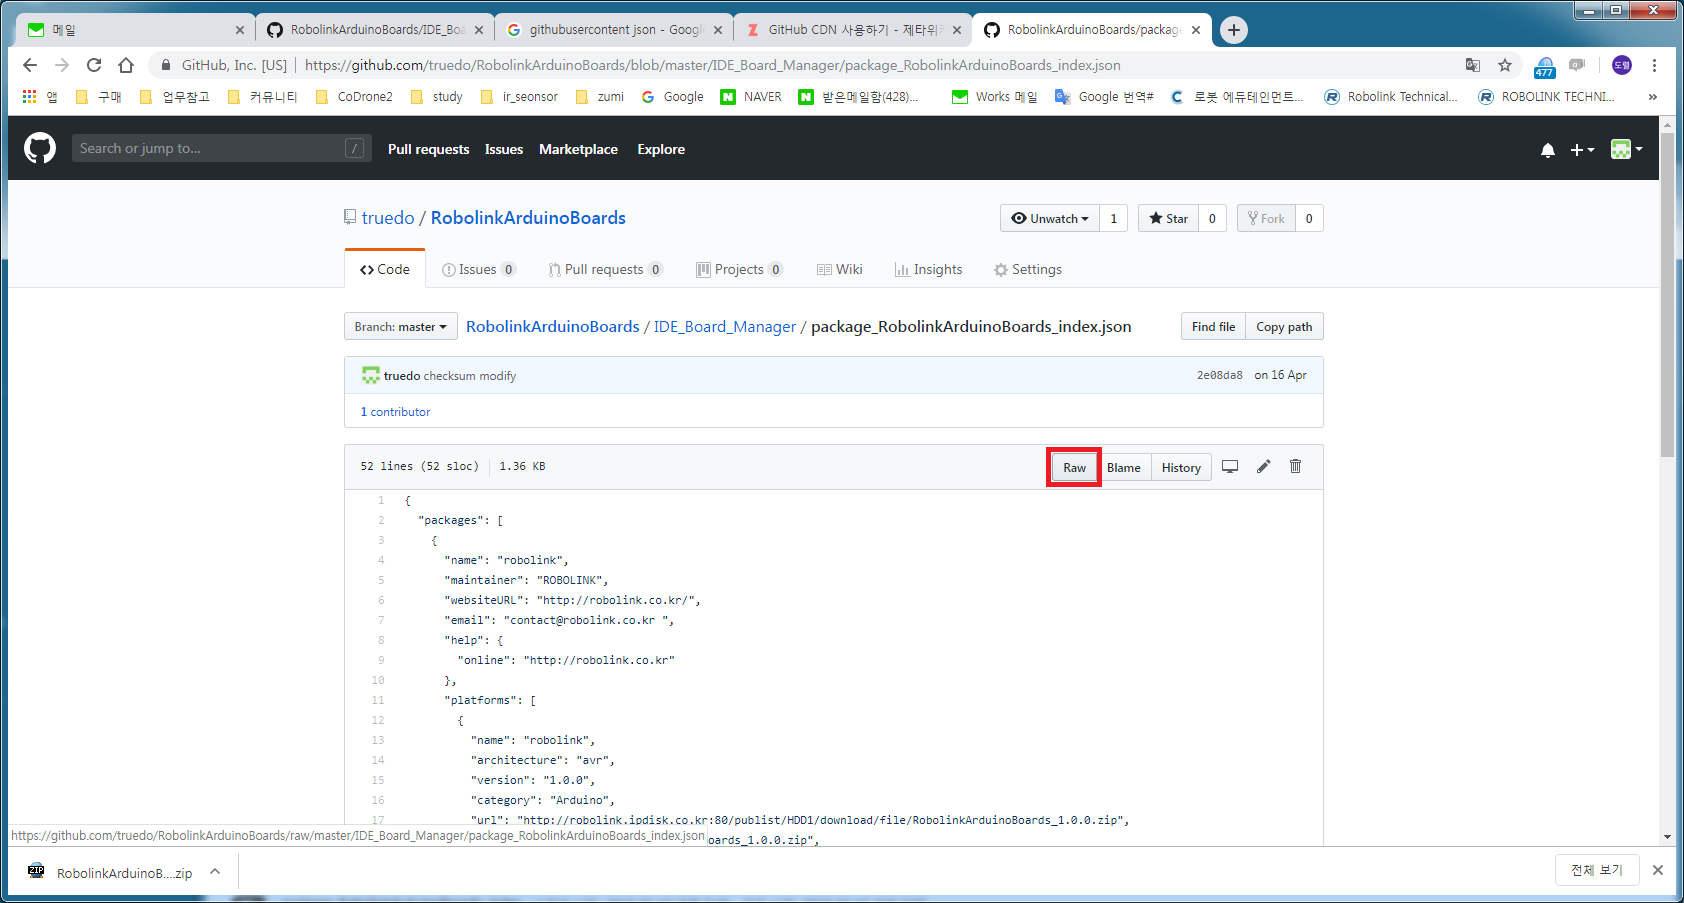 메일
RobolinkArduinoBoards/IDE_Boa
githubusercontent json - Google
GitHub CDN 사용하기 - 제타위키
RobolinkArduinoBoards/package
GitHub, Inc. [US] | https://github.com/truedo/RobolinkArduinoBoards/blob/master/IDE_Board_Manager/package_RobolinkArduinoBoards_index.json
477
도렬
앱 구매 업무참고 커뮤니티 CoDrone2 study ir_seonsor zumi Google NAVER 받은메일함(428)... Works 메일 Google 번역# 로봇 에듀테인먼트... Robolink Technical... ROBOLINK TECHNI... »
Search or jump to... /
Pull requests Issues Marketplace Explore
truedo / RobolinkArduinoBoards
Unwatch 1 Star 0 Fork 0
Code Issues 0 Pull requests 0 Projects 0 Wiki Insights Settings
Branch: master RobolinkArduinoBoards / IDE_Board_Manager / package_RobolinkArduinoBoards_index.json Find file Copy path
truedo checksum modify 2e08da8 on 16 Apr
1 contributor
52 lines (52 sloc) 1.36 KB Raw Blame History
1 {
2 "packages": [
3 {
4 "name": "robolink",
5 "maintainer": "ROBOLINK",
6 "websiteURL": "http://robolink.co.kr/",
7 "email": "contact@robolink.co.kr ",
8 "help": {
9 "online": "http://robolink.co.kr"
10 },
11 "platforms": [
12 {
13 "name": "robolink",
14 "architecture": "avr",
15 "version": "1.0.0",
16 "category": "Arduino",
17 "url": "http://robolink.ipdisk.co.kr:80/publist/HDD1/download/file/RobolinkArduinoBoards_1.0.0.zip",
https://github.com/truedo/RobolinkArduinoBoards/raw/master/IDE_Board_Manager/package_RobolinkArduinoBoards_index.json
oards_1.0.0.zip",
ZIP
RobolinkArduinoB....zip
전체 보기